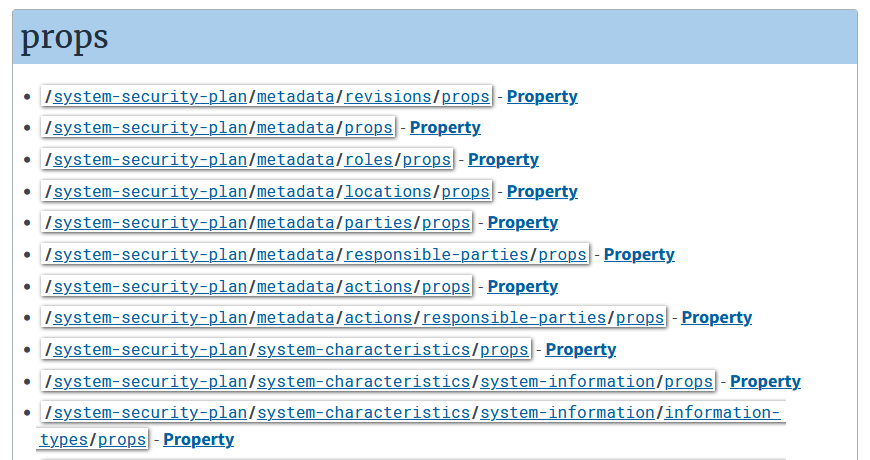 props
/system-security-plan/metadata/revisions/props - Property
/system-security-plan/metadata/props - Property
/system-security-plan/metadata/roles/props - Property
/system-security-plan/metadata/locations/props - Property
/system-security-plan/metadata/parties/props - Property
/system-security-plan/metadata/responsible-parties/props - Property
/system-security-plan/metadata/actions/props - Property
/system-security-plan/metadata/actions/responsible-parties/props - Property
/system-security-plan/system-characteristics/props - Property
/system-security-plan/system-characteristics/system-information/props - Property
/system-security-plan/system-characteristics/system-information/information-
types/props - Property